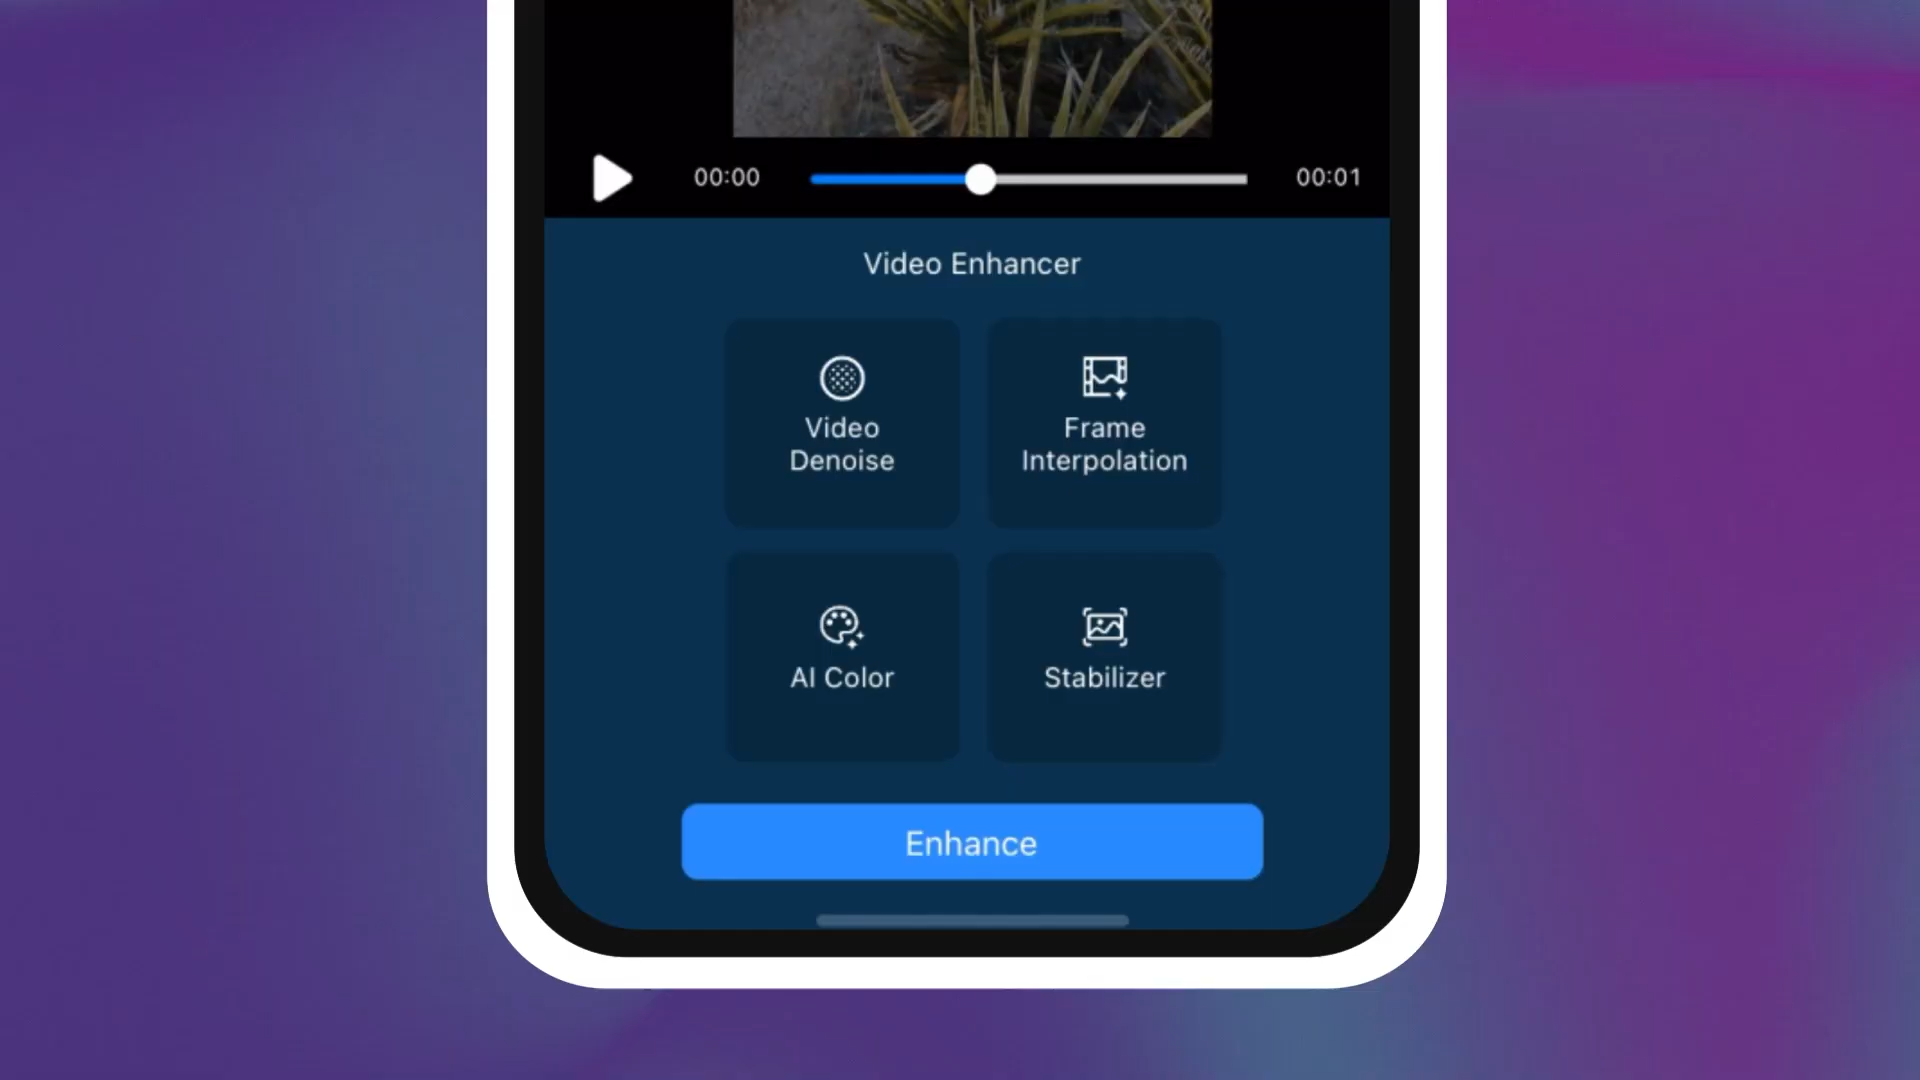 00:00
00:01
Video Enhancer
Video
Denoise
Frame
Interpolation
AI Color
Stabilizer
Enhance